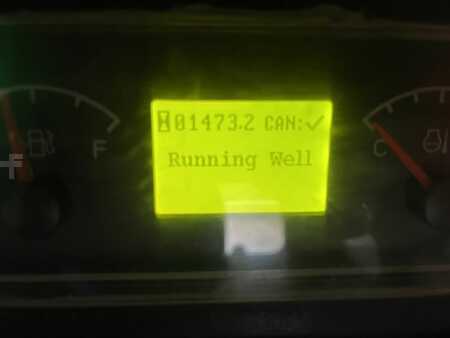 01473.2 CAN:✓
Running Well
F
C